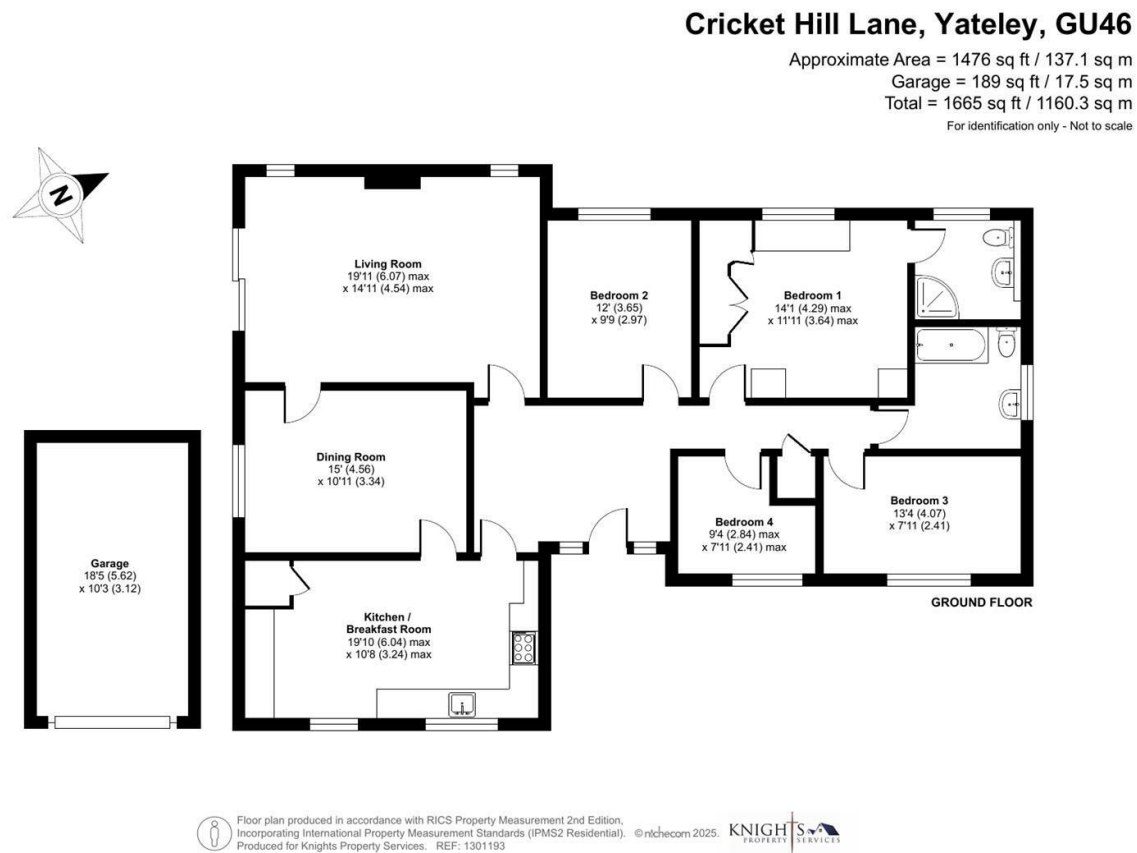 Cricket Hill Lane, Yateley, GU46
Approximate Area = 1476 sq ft / 137.1 sq m
Garage = 189 sq ft / 17.5 sq m
Total = 1665 sq ft / 1160.3 sq m
For identification only - Not to scale
N
Living Room
19'11 (6.07) max
x 14'11 (4.54) max
Bedroom 2
12' (3.65)
x 9'9 (2.97)
Bedroom 1
14'1 (4.29) max
x 11'11 (3.64) max
Dining Room
15' (4.56)
x 10'11 (3.34)
Bedroom 4
9'4 (2.84) max
x 7'11 (2.41) max
Bedroom 3
13'4 (4.07)
x 7'11 (2.41)
Garage
18'5 (5.62)
x 10'3 (3.12)
Kitchen /
Breakfast Room
19'10 (6.04) max
x 10'8 (3.24) max
GROUND FLOOR
Floor plan produced in accordance with RICS Property Measurement 2nd Edition,
Incorporating International Property Measurement Standards (IPMS2 Residential). © ntchecom 2025.
Produced for Knights Property Services. REF: 1301193
KNIGHTS
PROPERTY SERVICES